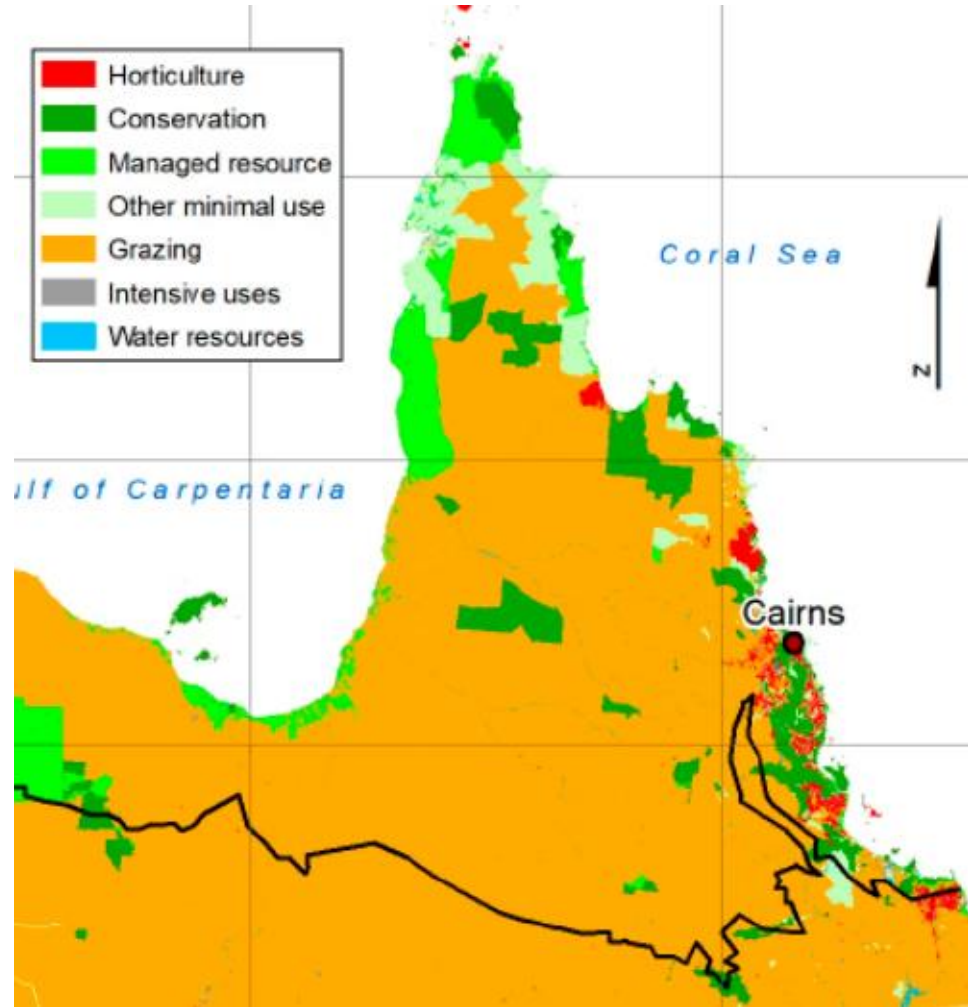 Horticulture
Conservation
Managed resource
Other minimal use
Grazing
Intensive uses
Water resources
Coral Sea
N
ulf of Carpentaria
Cairns